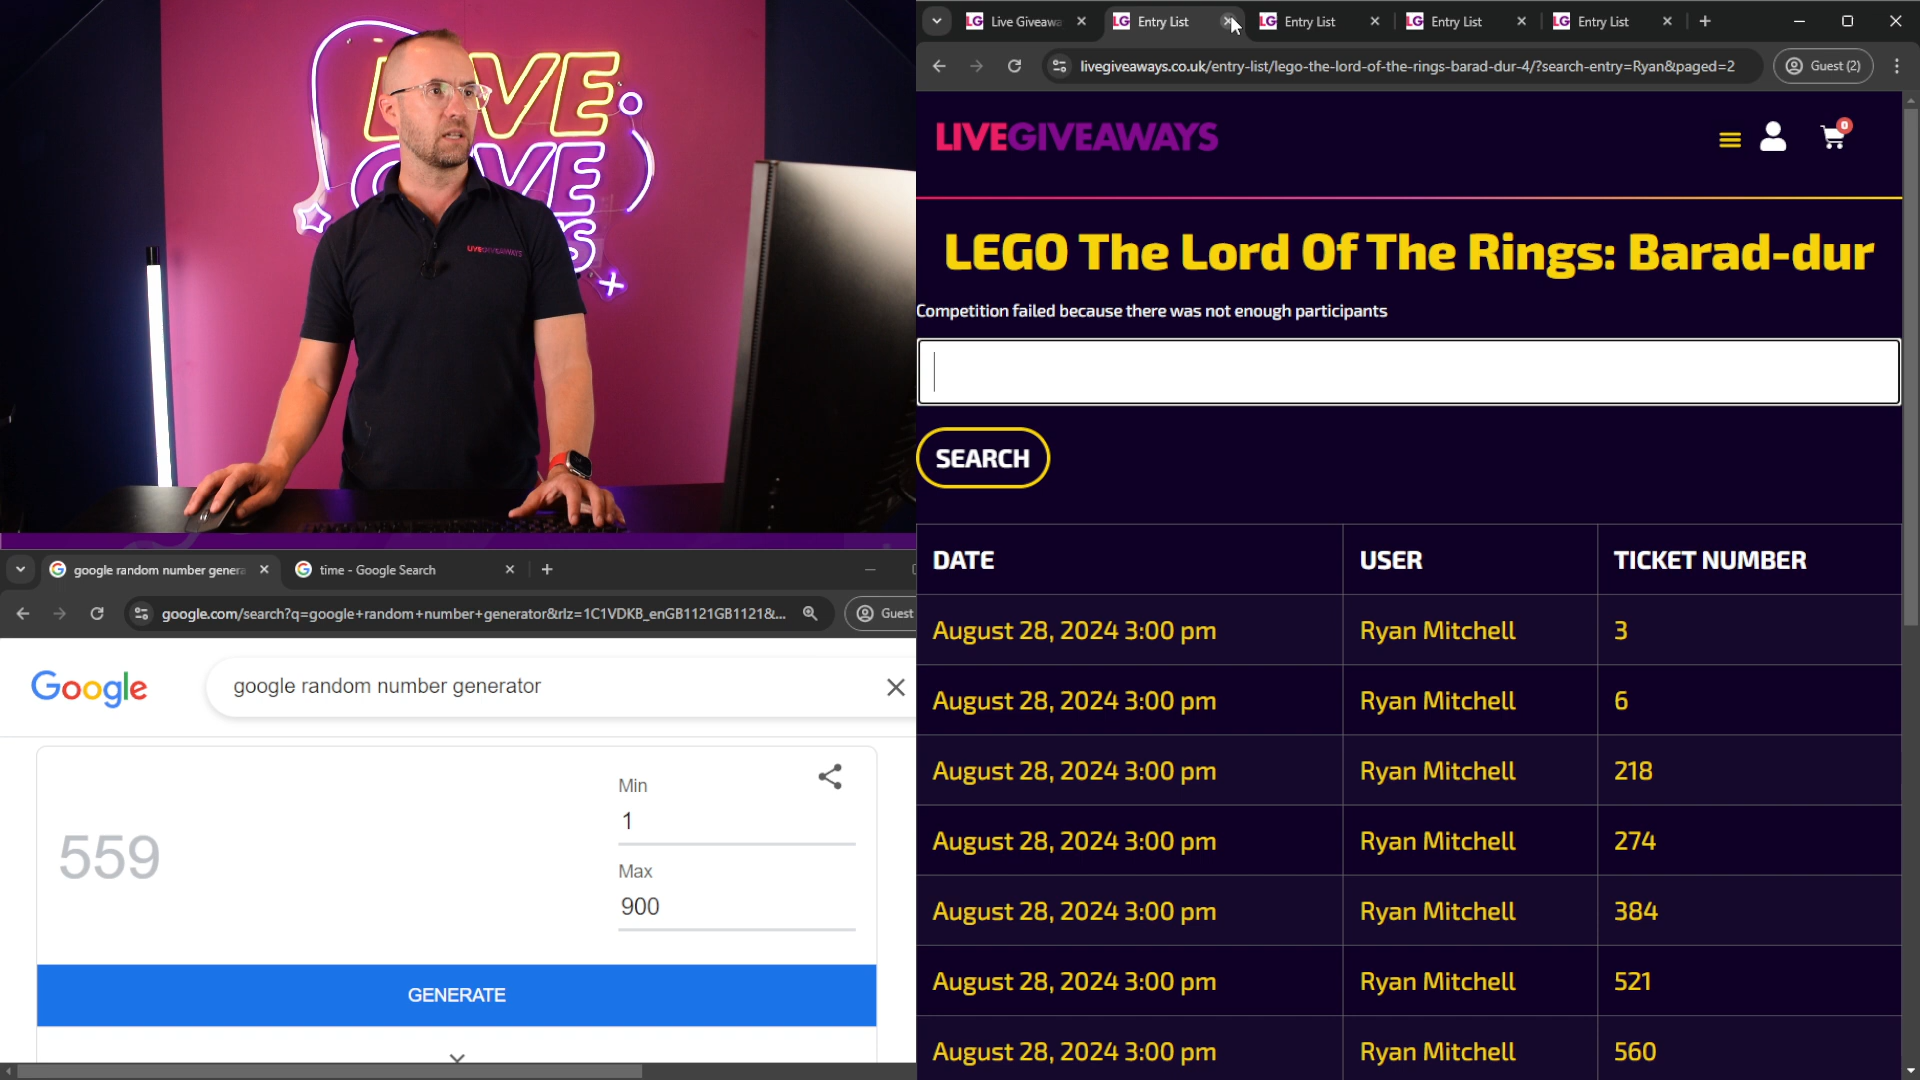 LIVE
GIVE
LIVEGIVEAWAYS
Live Giveawa
Entry List
Entry List
Entry List
Entry List
livegiveaways.co.uk/entry-list/lego-the-lord-of-the-rings-barad-dur-4/?search-entry=Ryan&paged=2
Guest (2)
LIVEGIVEAWAYS
0
LEGO The Lord Of The Rings: Barad-dur
Competition failed because there was not enough participants
SEARCH
DATE USER TICKET NUMBER
August 28, 2024 3:00 pm Ryan Mitchell 3
August 28, 2024 3:00 pm Ryan Mitchell 6
August 28, 2024 3:00 pm Ryan Mitchell 218
August 28, 2024 3:00 pm Ryan Mitchell 274
August 28, 2024 3:00 pm Ryan Mitchell 384
August 28, 2024 3:00 pm Ryan Mitchell 521
August 28, 2024 3:00 pm Ryan Mitchell 560
google random number genera
time - Google Search
google.com/search?q=google+random+number+generator&rlz=1C1VDKB_enGB1121GB1121&...
Guest
Google
google random number generator
559
Min
1
Max
900
GENERATE